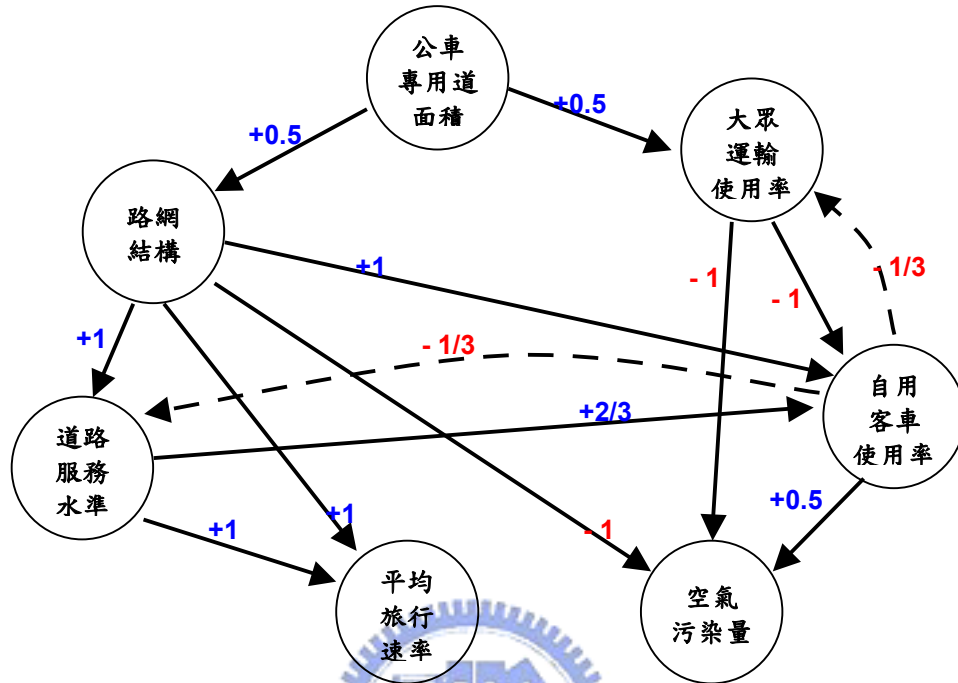 公車
專用道
面積
+0.5
+0.5
大眾
運輸
使用率
路網
結構
+1
- 1
- 1
- 1/3
+1
- 1/3
自用
客車
使用率
道路
服務
水準
+2/3
+1
+1
- 1
+0.5
平均
旅行
速率
空氣
污染量